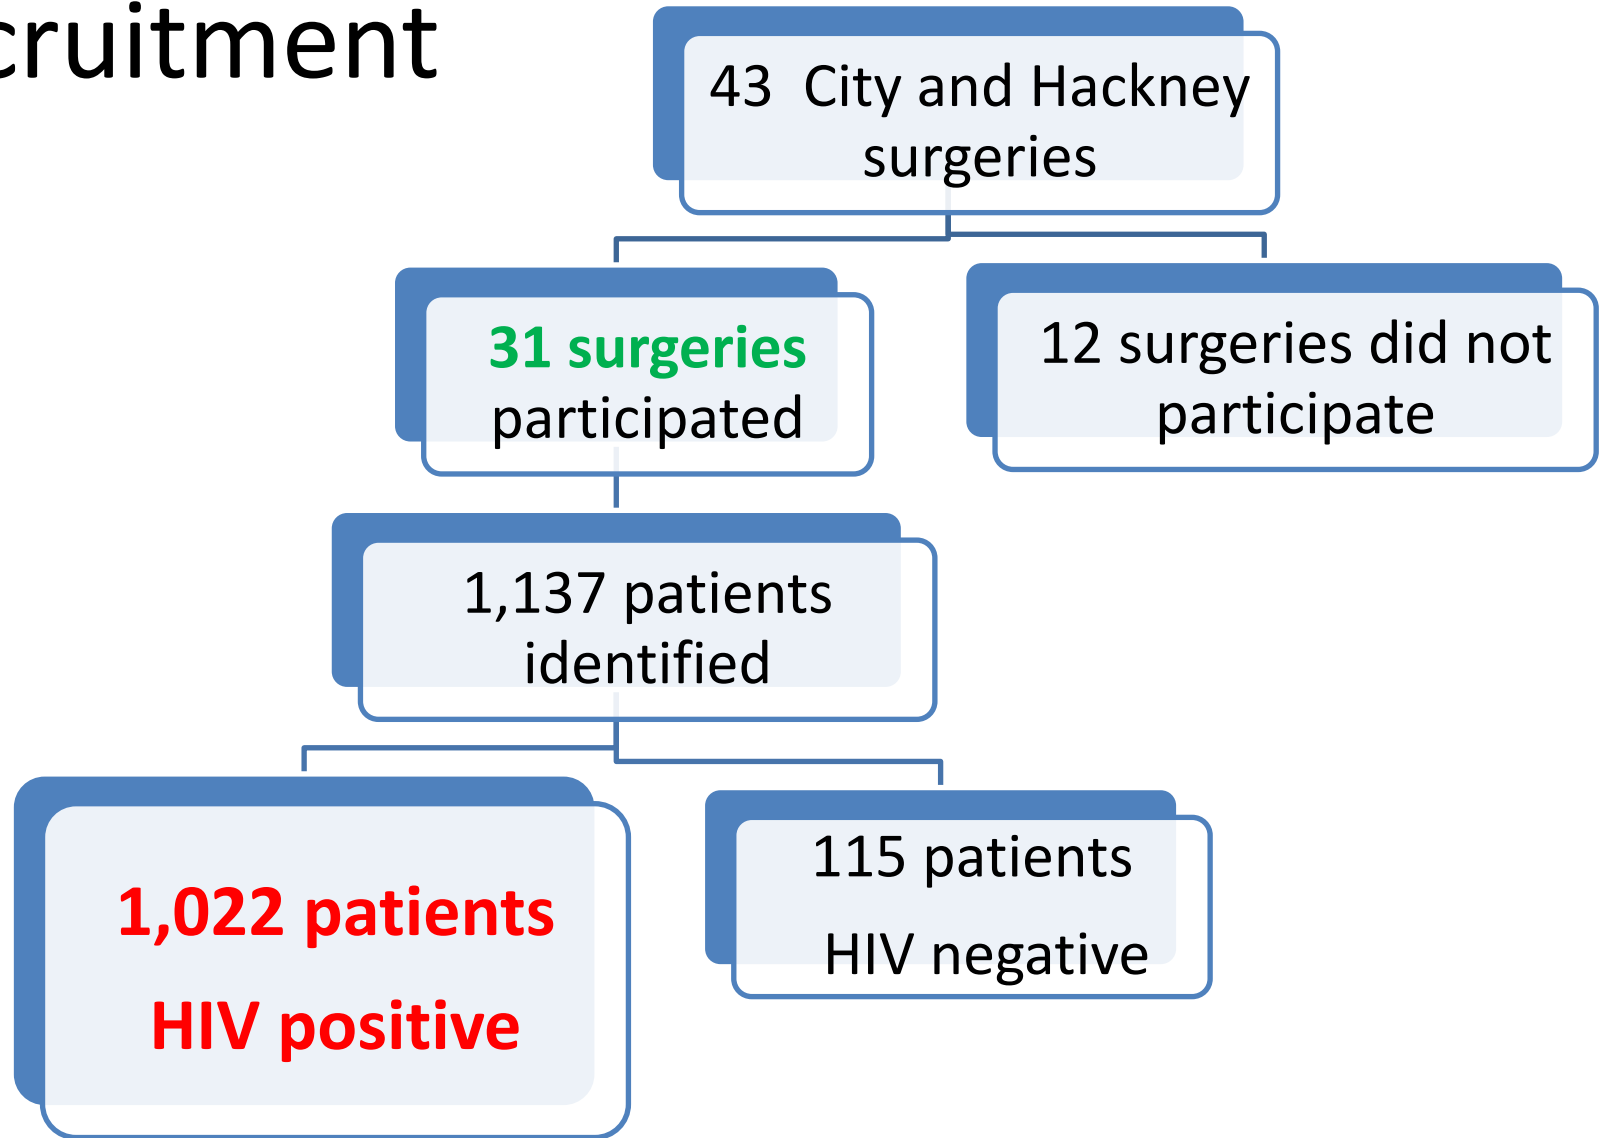 cruitment
43 City and Hackney
surgeries
31 surgeries
participated
12 surgeries did not
participate
1,137 patients
identified
1,022 patients
HIV positive
115 patients
HIV negative